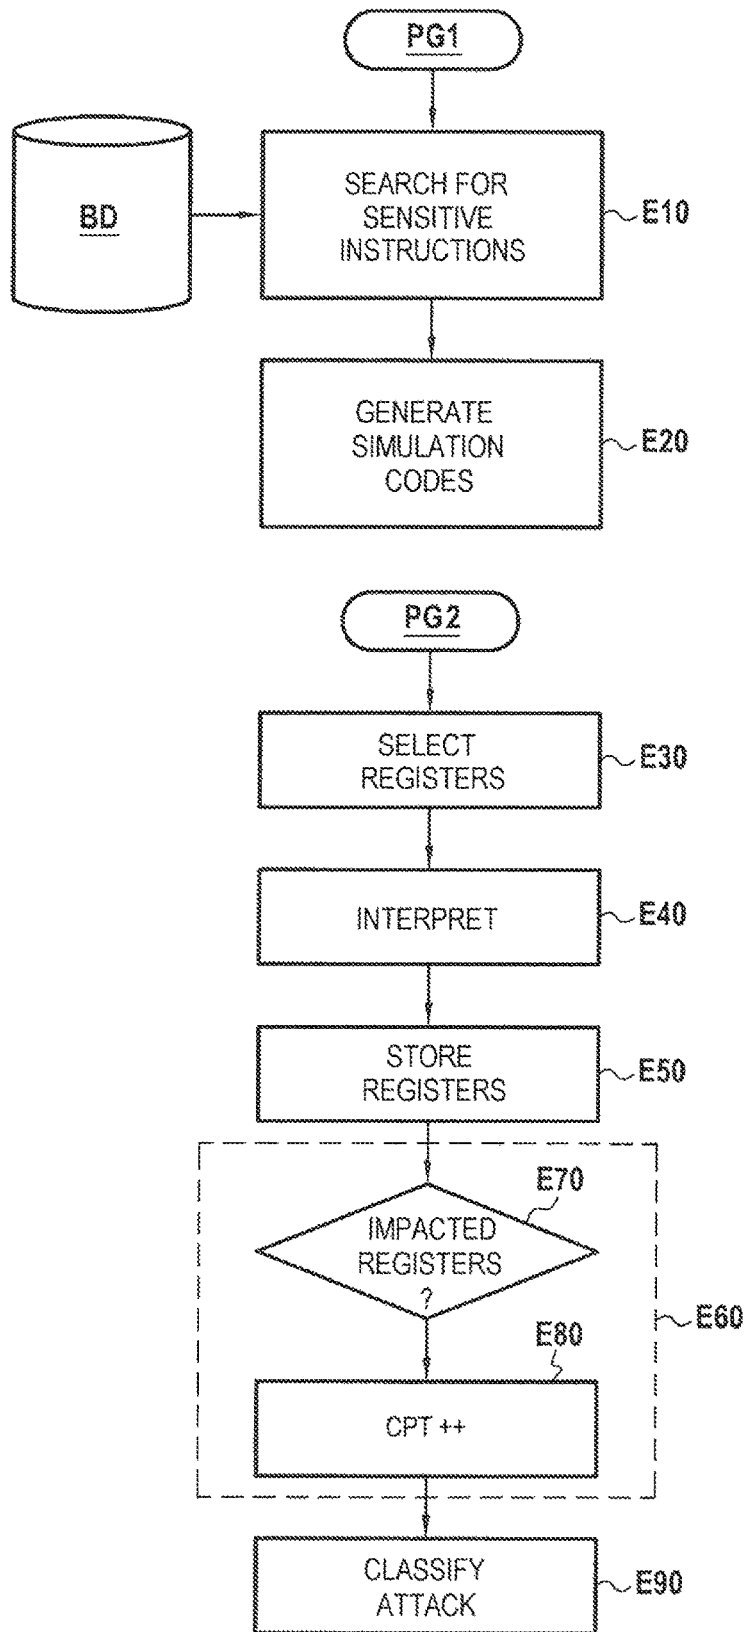 PG1
BD
SEARCH FOR
SENSITIVE
INSTRUCTIONS
E10
GENERATE
SIMULATION
CODES
E20
PG2
SELECT
REGISTERS
E30
INTERPRET
E40
STORE
REGISTERS
E50
E70
IMPACTED
REGISTERS
?
E60
E80
CPT ++
CLASSIFY
ATTACK
E90